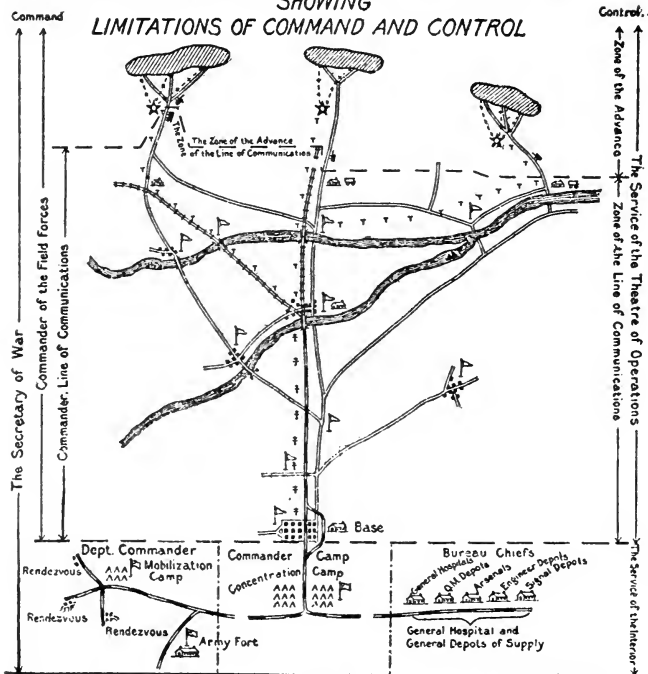 SHOWING
LIMITATIONS OF COMMAND AND CONTROL
Command
Control.
The Secretary of War
Commander of the Field Forces
Commander, Line of Communications
The Zone
The Zone of the Advance
of the Line of Communication
Zone of the Advance
Zone of the Line of Communications
The Service of the Theatre of Operations
The Service of the Interior
Base
Dept. Commander
Rendezvous
Mobilization
Camp
Rendezvous
Rendezvous
Army Fort
Commander Camp
Concentration Camp
Bureau Chiefs
General Hospitals
Q.M. Depots
Arsenals
Engineer Depots
Signal Depots
General Hospital and
General Depots of Supply